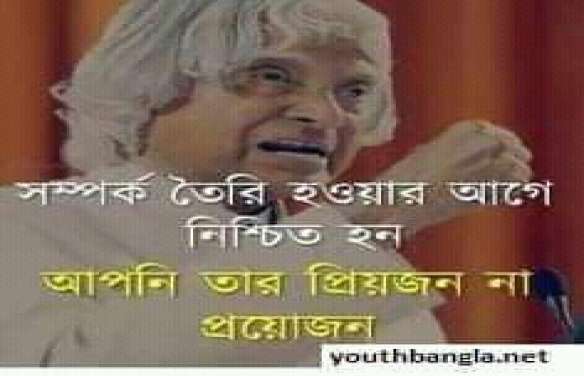 সম্পর্ক তৈরি হওয়ার আগে
নিশ্চিত হন
আপনি তার প্রিয়জন না
প্রয়োজন
youthbangla.net